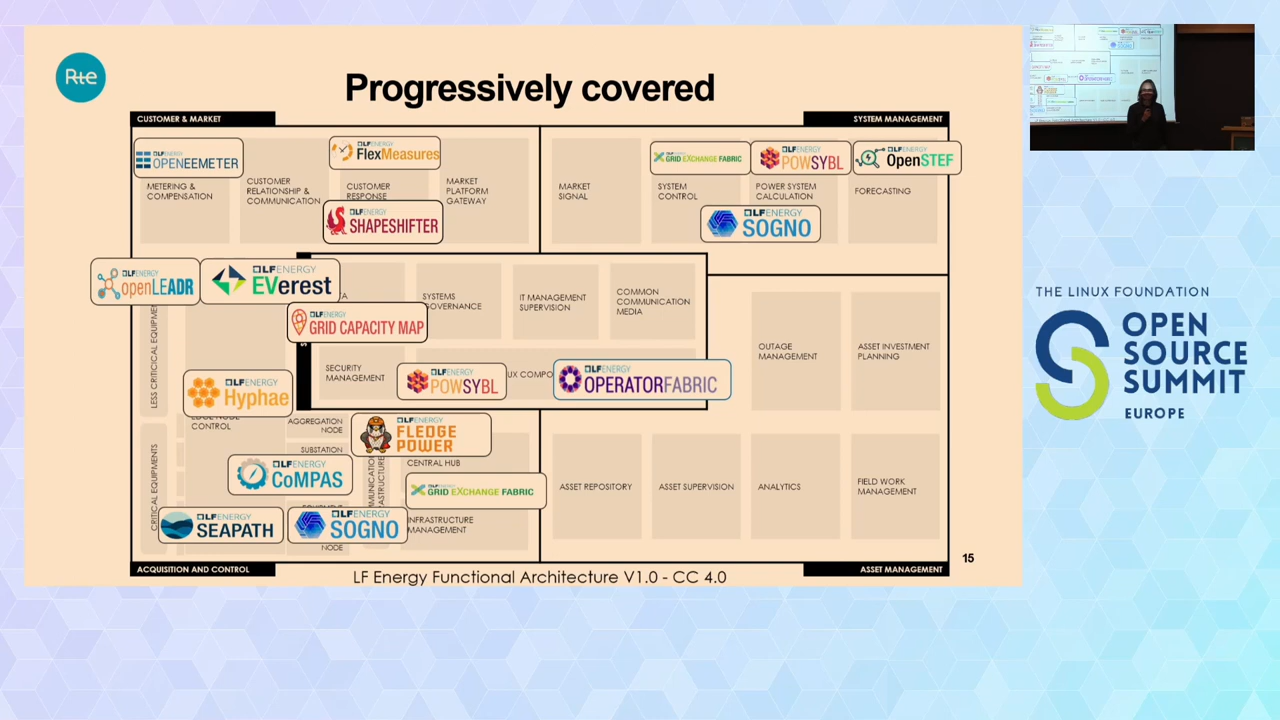 Rte
Progressively covered
CUSTOMER & MARKET
SYSTEM MANAGEMENT
LF ENERGY
OPENEEMETER
LF ENERGY
FlexMeasures
LF ENERGY
GRID EXCHANGE FABRIC
LF ENERGY
POWSYBL
LF ENERGY
OpenSTEF
METERING &
COMPENSATION
CUSTOMER
RELATIONSHIP &
COMMUNICATION
CUSTOMER
RESPONSE
MARKET
PLATFORM
GATEWAY
MARKET
SIGNAL
SYSTEM
CONTROL
POWER SYSTEM
CALCULATION
FORECASTING
LF ENERGY
SHAPESHIFTER
LF ENERGY
SOGNO
LF ENERGY
openLEADR
LF ENERGY
EVerest
SYSTEMS
IT MANAGEMENT
SUPERVISION
COMMON
COMMUNICATION
MEDIA
LF ENERGY
GRID CAPACITY MAP
LESS CRITICIAL
OUTAGE
MANAGEMENT
ASSET INVESTMENT
PLANNING
SECURITY
MANAGEMENT
LF ENERGY
POWSYBL
UX
LF ENERGY
OPERATORFABRIC
LF ENERGY
Hyphae
CONTROL
AGGREGATION
NODE
SUBSTATION
LF ENERGY
FLEDGE
POWER
CENTRAL HUB
CRITICAL EQUIPMENTS
LF ENERGY
CoMPAS
LF ENERGY
GRID EXCHANGE FABRIC
LF ENERGY
SEAPATH
LF ENERGY
SOGNO
INFRASTRUCTURE
MANAGEMENT
NODE
ASSET REPOSITORY
ASSET SUPERVISION
ANALYTICS
FIELD WORK
MANAGEMENT
ACQUISITION AND CONTROL
ASSET MANAGEMENT
15
LF Energy Functional Architecture V1.0 - CC 4.0
THE LINUX FOUNDATION
OPEN
SOURCE
SUMMIT
EUROPE